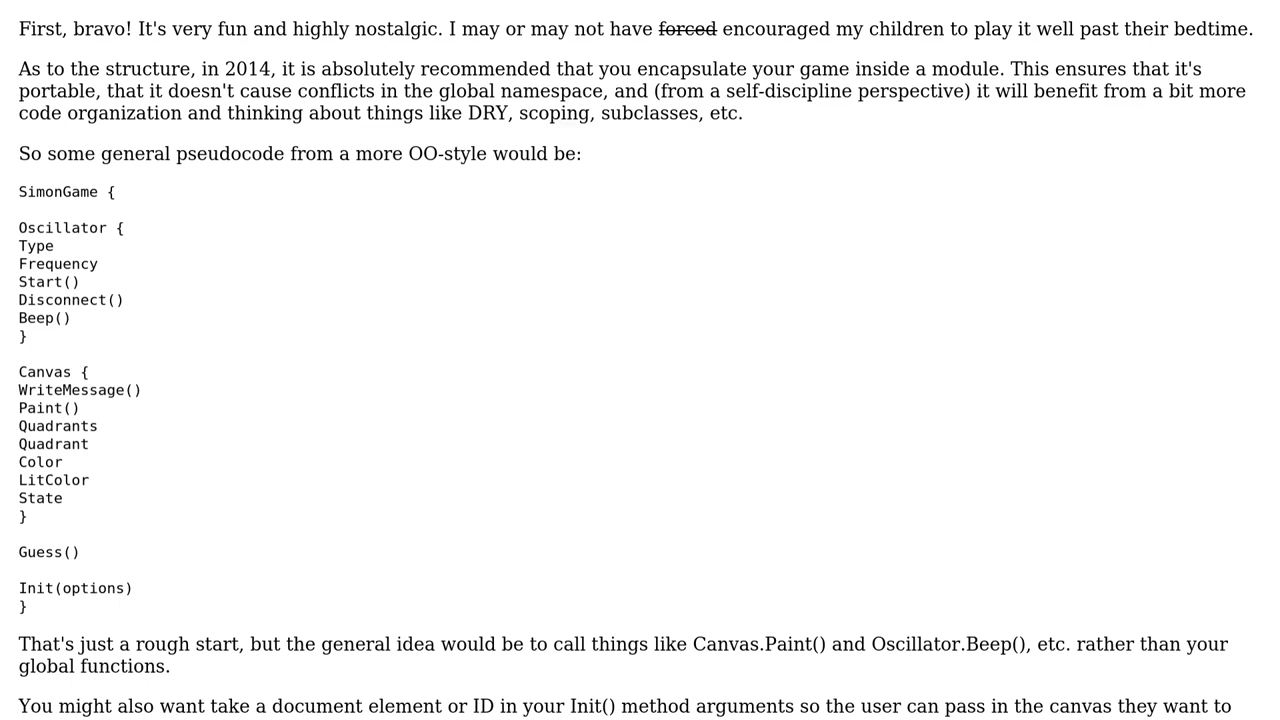 First, bravo! It's very fun and highly nostalgic. I may or may not have forced encouraged my children to play it well past their bedtime.
As to the structure, in 2014, it is absolutely recommended that you encapsulate your game inside a module. This ensures that it's
portable, that it doesn't cause conflicts in the global namespace, and (from a self-discipline perspective) it will benefit from a bit more
code organization and thinking about things like DRY, scoping, subclasses, etc.
So some general pseudocode from a more OO-style would be:
SimonGame {
Oscillator {
Type
Frequency
Start()
Disconnect()
Beep()
}
Canvas {
WriteMessage()
Paint()
Quadrants
Quadrant
Color
LitColor
State
}
Guess()
Init(options)
}
That's just a rough start, but the general idea would be to call things like Canvas.Paint() and Oscillator.Beep(), etc. rather than your
global functions.
You might also want take a document element or ID in your Init() method arguments so the user can pass in the canvas they want to